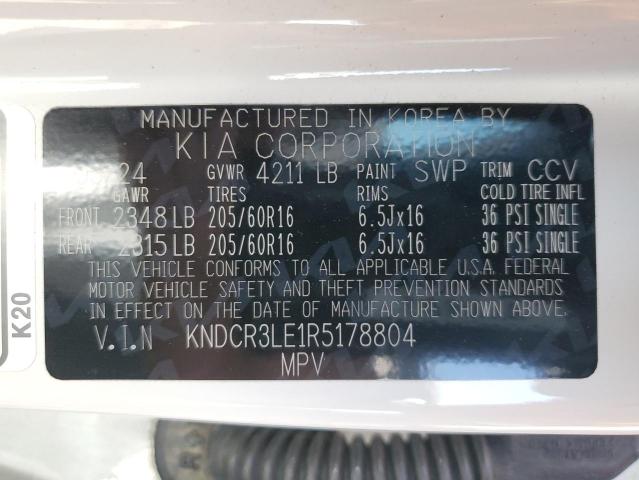 MANUFACTURED IN KOREA BY
KIA CORPORATION
24 GVWR 4211 LB PAINT SWP TRIM CCV
GAWR TIRES RIMS COLD TIRE INFL
FRONT 2348 LB 205/60R16 6.5Jx16 36 PSI SINGLE
REAR 2315 LB 205/60R16 6.5Jx16 36 PSI SINGLE
THIS VEHICLE CONFORMS TO ALL APPLICABLE U.S.A. FEDERAL
MOTOR VEHICLE SAFETY AND THEFT PREVENTION STANDARDS
IN EFFECT ON THE DATE OF MANUFACTURE SHOWN ABOVE.
V.I.N KNDCR3LE1R5178804
MPV
K20